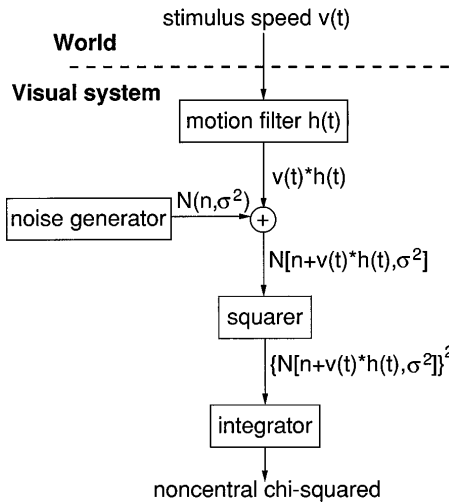 stimulus speed v(t)
World
Visual system
motion filter h(t)
v(t)*h(t)
N(n,σ²)
noise generator
+
N[n+v(t)*h(t),σ²]
squarer
{N[n+v(t)*h(t),σ²]}²
integrator
noncentral chi-squared